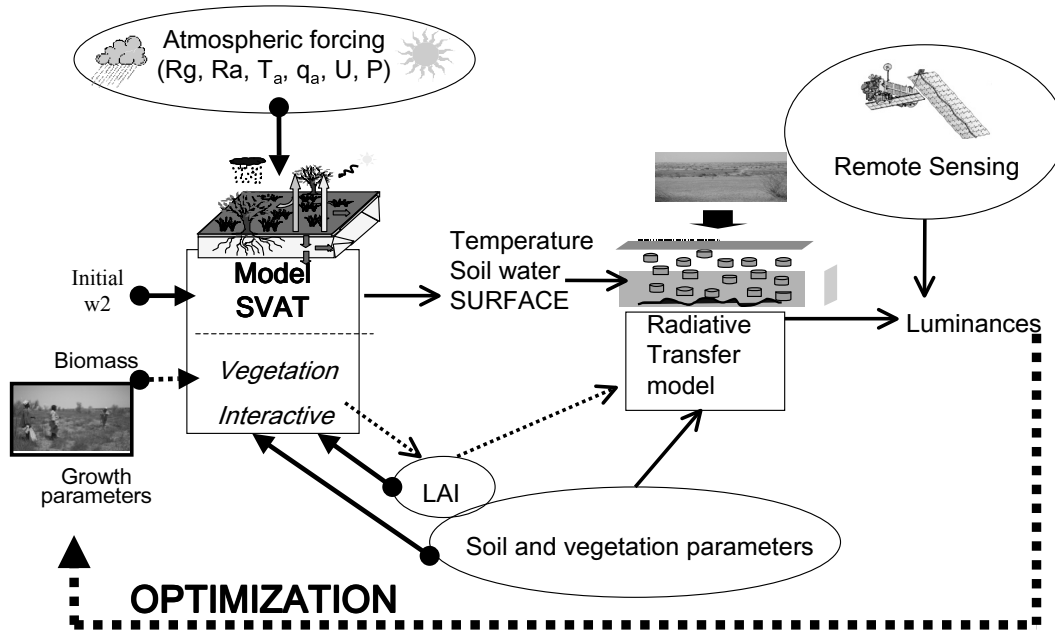 Atmospheric forcing
(Rg, Ra, Tₐ, qₐ, U, P)
Remote Sensing
Initial
w2
Model
SVAT
Temperature
Soil water
SURFACE
Radiative
Transfer
model
Luminances
Biomass
Vegetation
Interactive
Growth
parameters
LAI
Soil and vegetation parameters
OPTIMIZATION